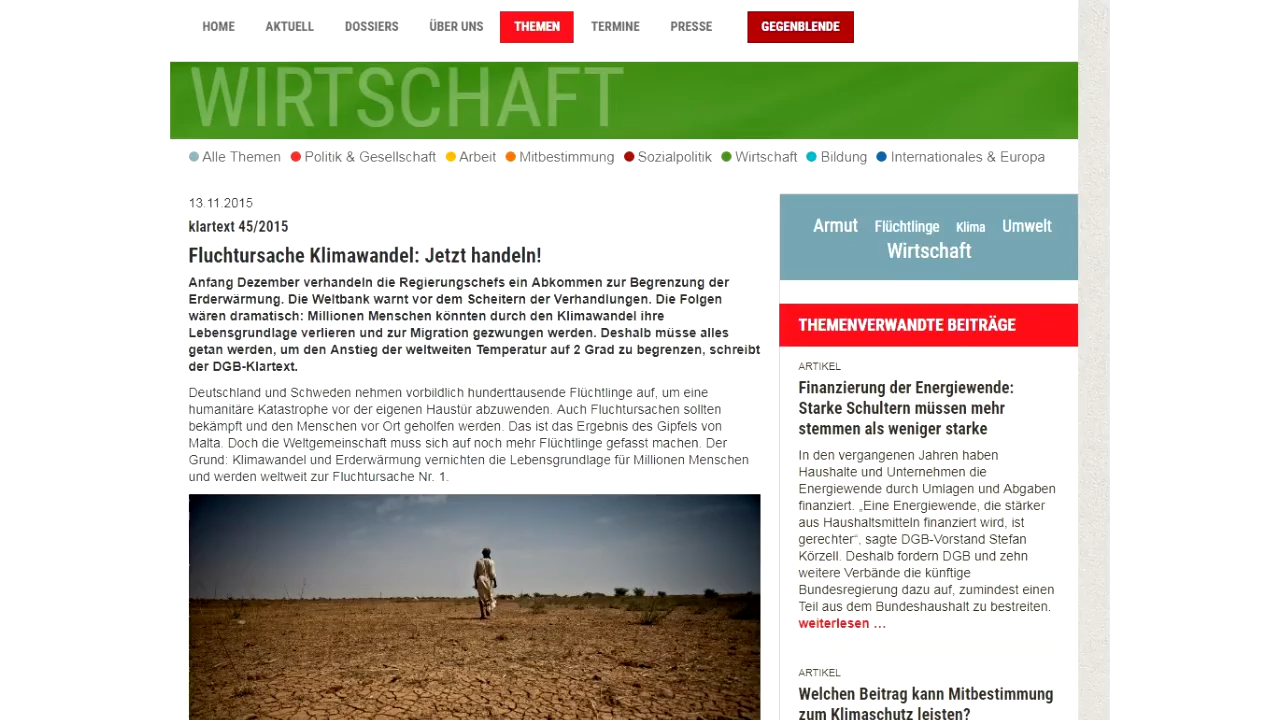 HOME AKTUELL DOSSIERS ÜBER UNS THEMEN TERMINE PRESSE GEGENBLENDE
WIRTSCHAFT
Alle Themen Politik & Gesellschaft Arbeit Mitbestimmung Sozialpolitik Wirtschaft Bildung Internationales & Europa
13.11.2015
klartext 45/2015
Fluchtursache Klimawandel: Jetzt handeln!
Anfang Dezember verhandeln die Regierungschefs ein Abkommen zur Begrenzung der
Erderwärmung. Die Weltbank warnt vor dem Scheitern der Verhandlungen. Die Folgen
wären dramatisch: Millionen Menschen könnten durch den Klimawandel ihre
Lebensgrundlage verlieren und zur Migration gezwungen werden. Deshalb müsse alles
getan werden, um den Anstieg der weltweiten Temperatur auf 2 Grad zu begrenzen, schreibt
der DGB-Klartext.
Deutschland und Schweden nehmen vorbildlich hunderttausende Flüchtlinge auf, um eine
humanitäre Katastrophe vor der eigenen Haustür abzuwenden. Auch Fluchtursachen sollten
bekämpft und den Menschen vor Ort geholfen werden. Das ist das Ergebnis des Gipfels von
Malta. Doch die Weltgemeinschaft muss sich auf noch mehr Flüchtlinge gefasst machen. Der
Grund: Klimawandel und Erderwärmung vernichten die Lebensgrundlage für Millionen Menschen
und werden weltweit zur Fluchtursache Nr. 1.
Armut Flüchtlinge Klima Umwelt
Wirtschaft
THEMENVERWANDTE BEITRÄGE
ARTIKEL
Finanzierung der Energiewende:
Starke Schultern müssen mehr
stemmen als weniger starke
In den vergangenen Jahren haben
Haushalte und Unternehmen die
Energiewende durch Umlagen und Abgaben
finanziert. „Eine Energiewende, die stärker
aus Haushaltsmitteln finanziert wird, ist
gerechter“, sagte DGB-Vorstand Stefan
Körzell. Deshalb fordern DGB und zehn
weitere Verbände die künftige
Bundesregierung dazu auf, zumindest einen
Teil aus dem Bundeshaushalt zu bestreiten.
weiterlesen …
ARTIKEL
Welchen Beitrag kann Mitbestimmung
zum Klimaschutz leisten?